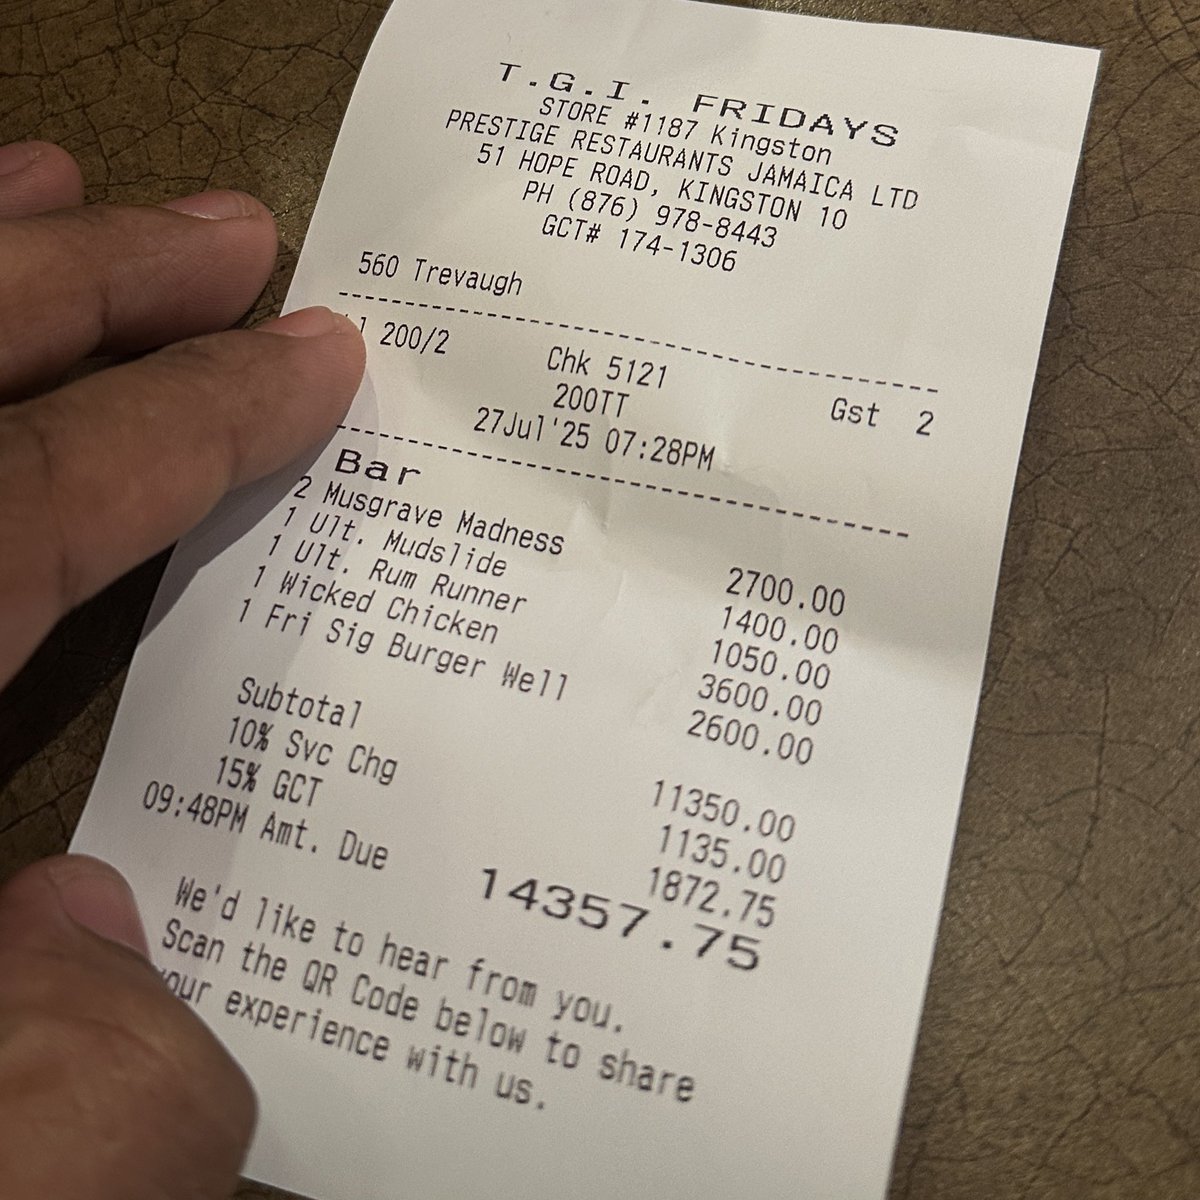 T.G.I. FRIDAYS
STORE #1187 Kingston
PRESTIGE RESTAURANTS JAMAICA LTD
51 HOPE ROAD, KINGSTON 10
PH (876) 978-8443
GCT# 174-1306
560 Trevaugh
200/2 Chk 5121 Gst 2
200TT
27Jul'25 07:28PM
Bar
2 Musgrave Madness 2700.00
1 Ult. Mudslide 1400.00
1 Ult. Rum Runner 1050.00
1 Wicked Chicken 3600.00
1 Fri Sig Burger Well 2600.00
Subtotal 11350.00
10% Svc Chg 1135.00
15% GCT 1872.75
09:48PM Amt. Due 14357.75
We'd like to hear from you.
Scan the QR Code below to share
your experience with us.